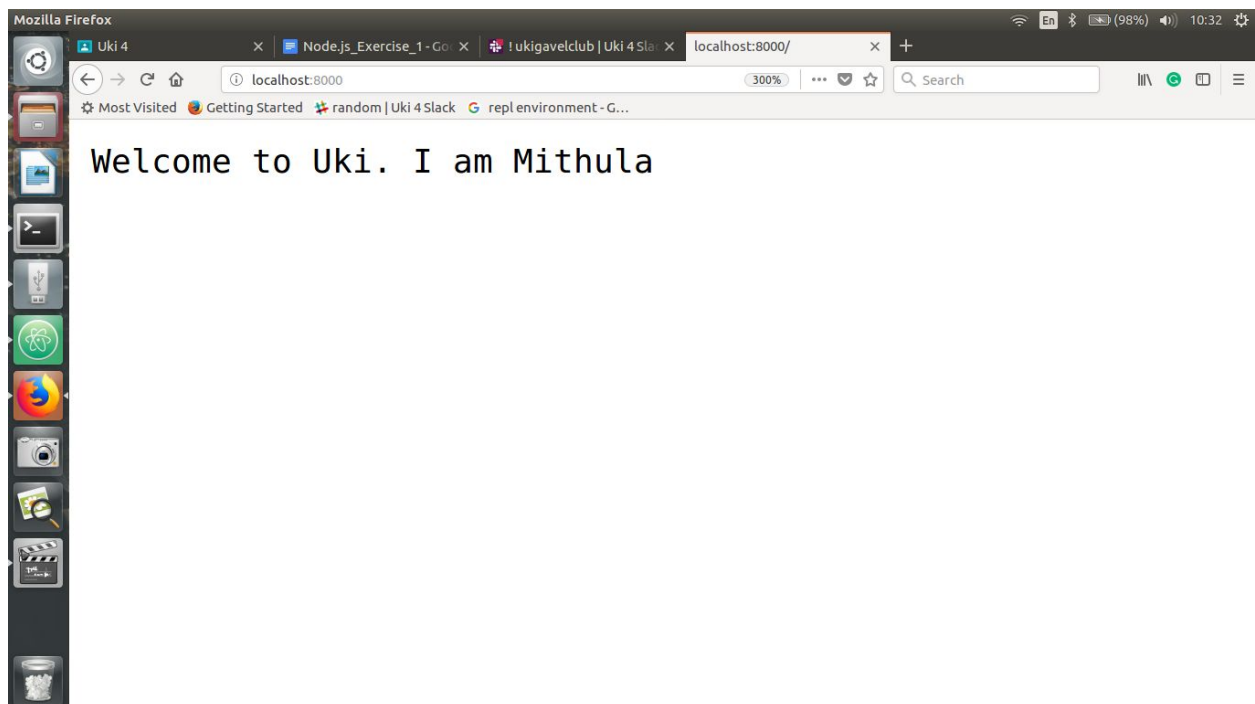 Mozilla Firefox
En (98%) 10:32
Uki 4
Node.js_Exercise_1 - Go
! ukigavelclub | Uki 4 Sla
localhost:8000/
localhost:8000
300%
Search
Most Visited Getting Started random | Uki 4 Slack repl environment - G...
Welcome to Uki. I am Mithula